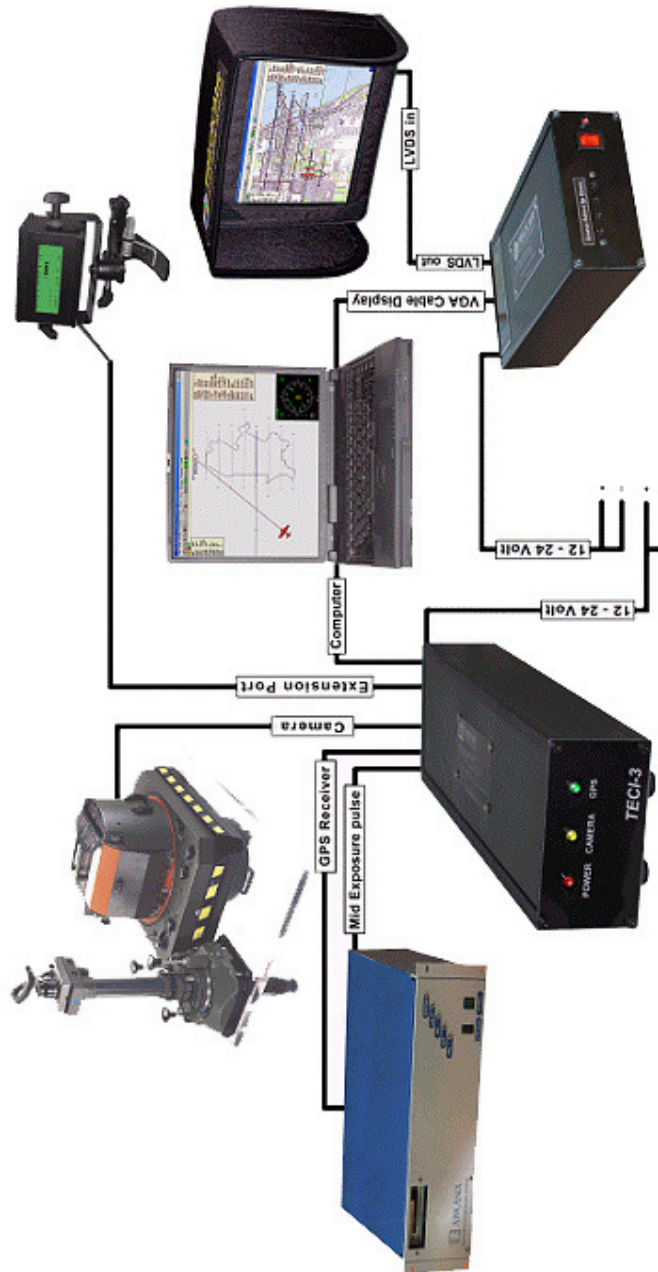 LVDS in
LVDS out
VGA Cable Display
12 - 24 Volt
12 - 24 Volt
Computer
Extension Port
Camera
GPS Receiver
Mid Exposure pulse
POWER CAMERA GPS
TECI-3
APPLANIX